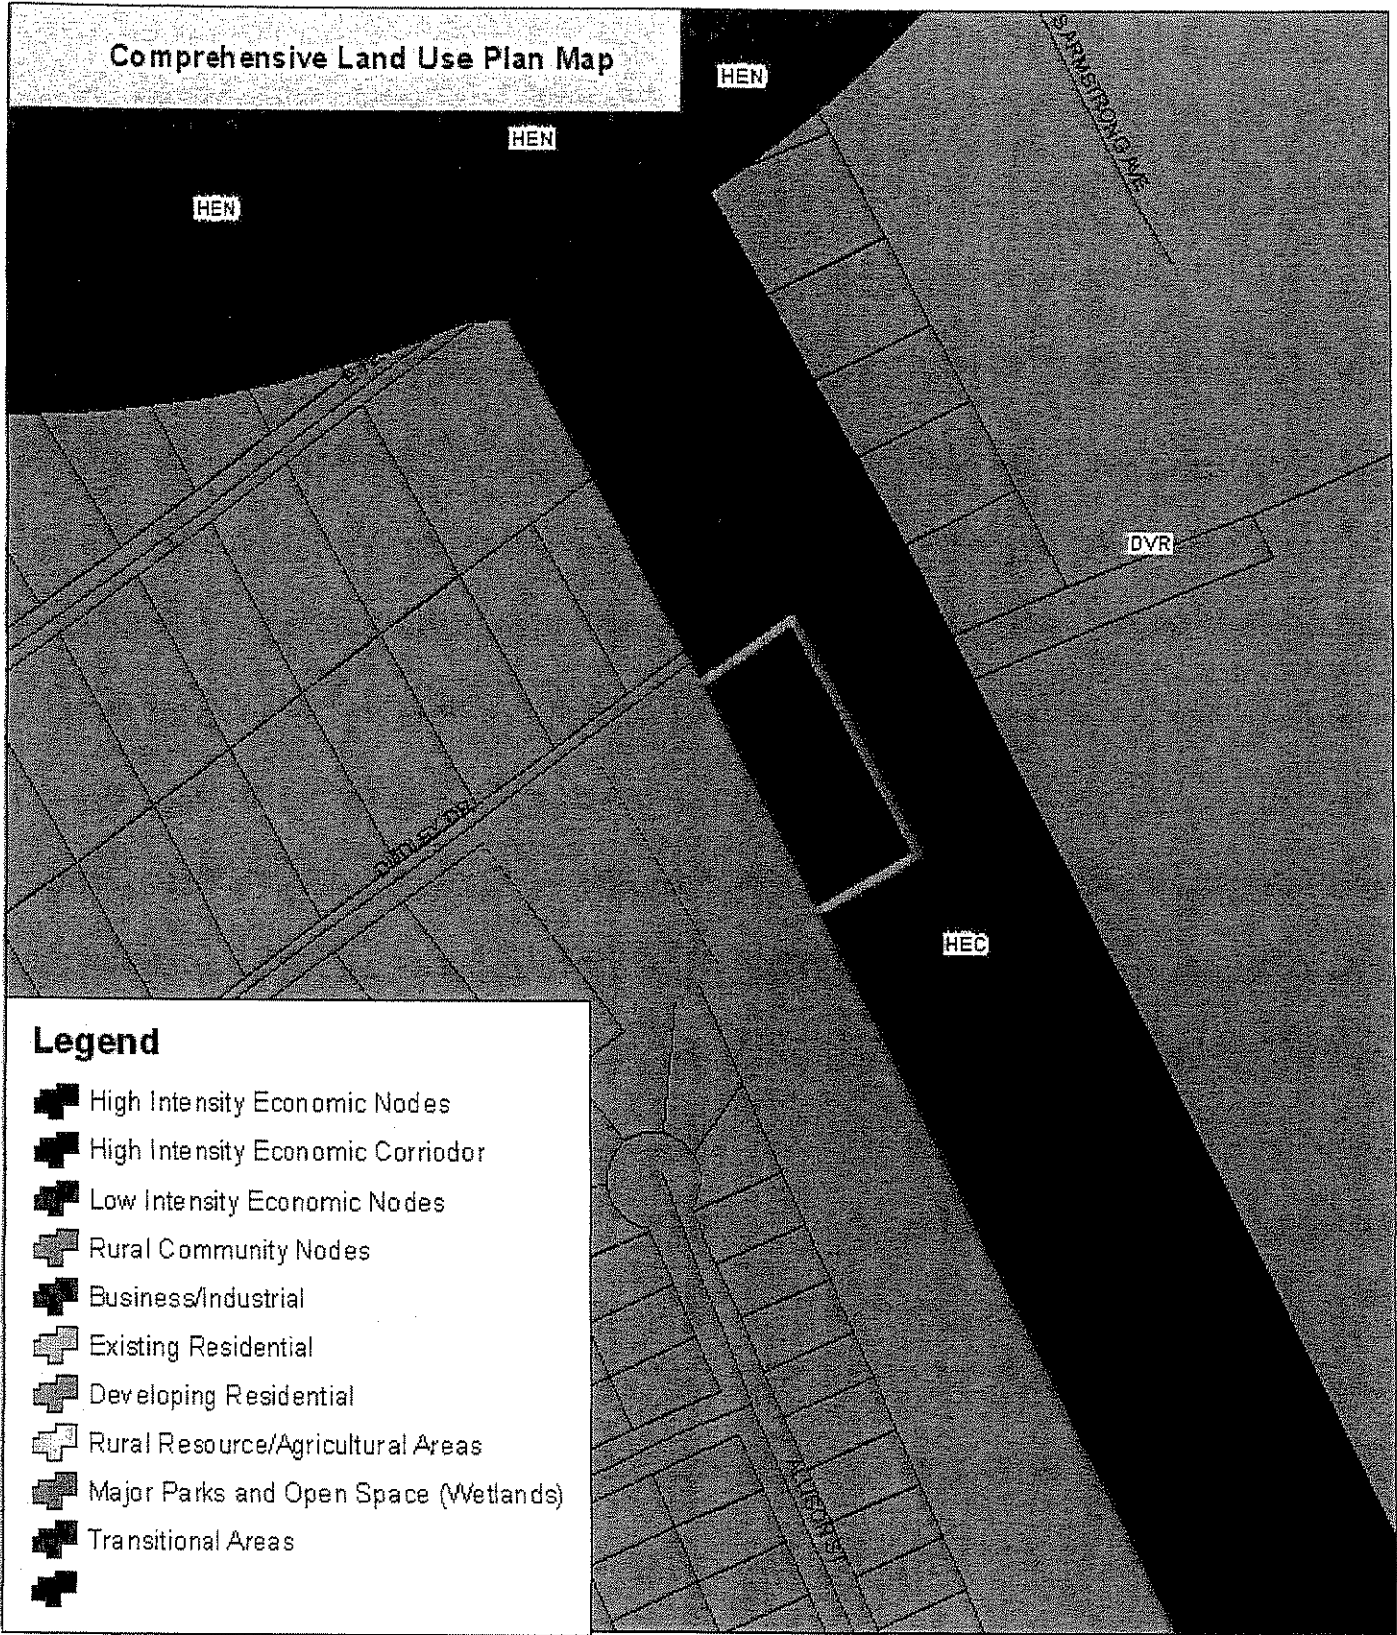 Comprehensive Land Use Plan Map
HEN
HEN
HEN
S ARMSTRONG AVE
DVR
HEC
ALLISON ST
Legend
High Intensity Economic Nodes
High Intensity Economic Corriodor
Low Intensity Economic Nodes
Rural Community Nodes
Business/Industrial
Existing Residential
Developing Residential
Rural Resource/Agricultural Areas
Major Parks and Open Space (Wetlands)
Transitional Areas